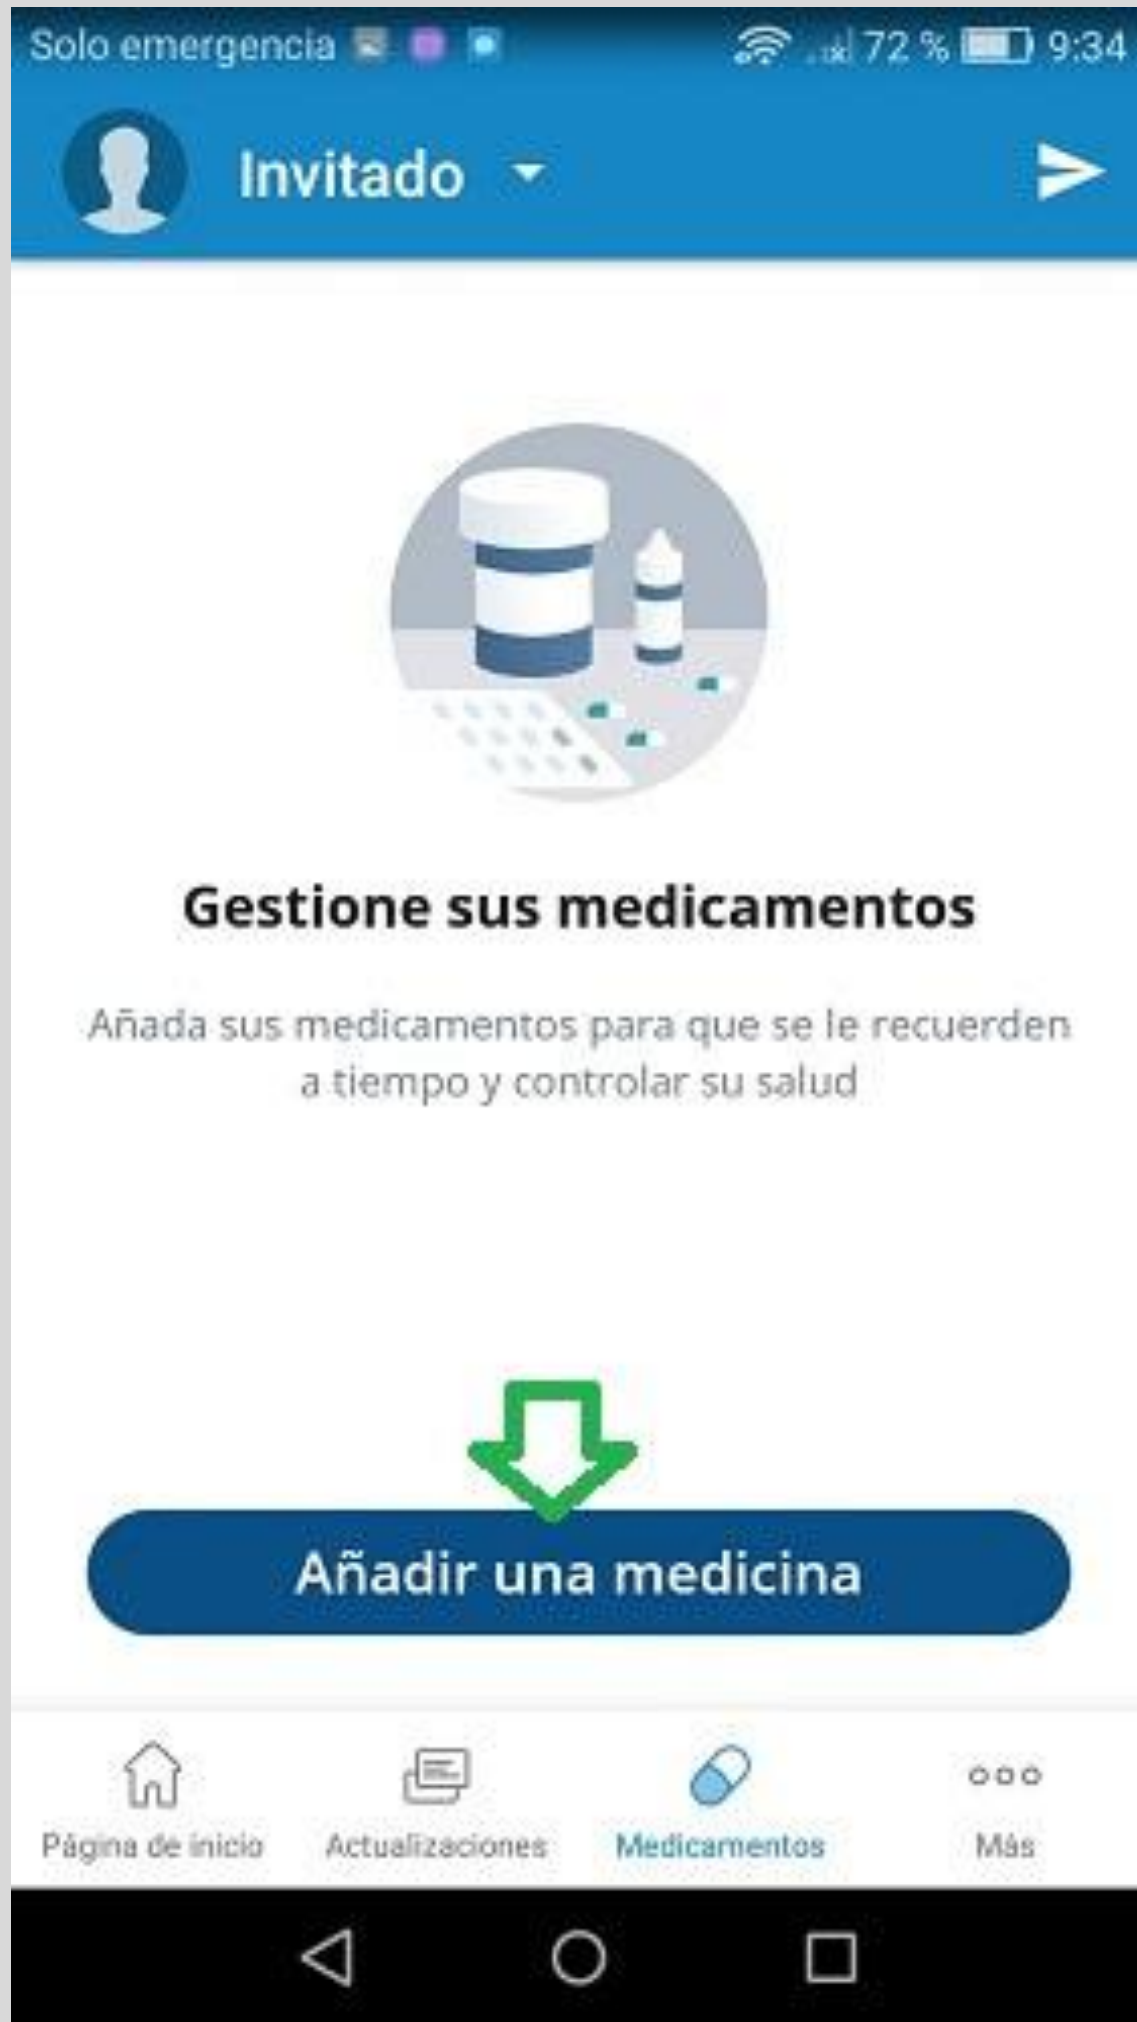 Solo emergencia 72 % 9:34
Invitado
Gestione sus medicamentos
Añada sus medicamentos para que se le recuerden
a tiempo y controlar su salud
Añadir una medicina
Página de inicio Actualizaciones Medicamentos Más